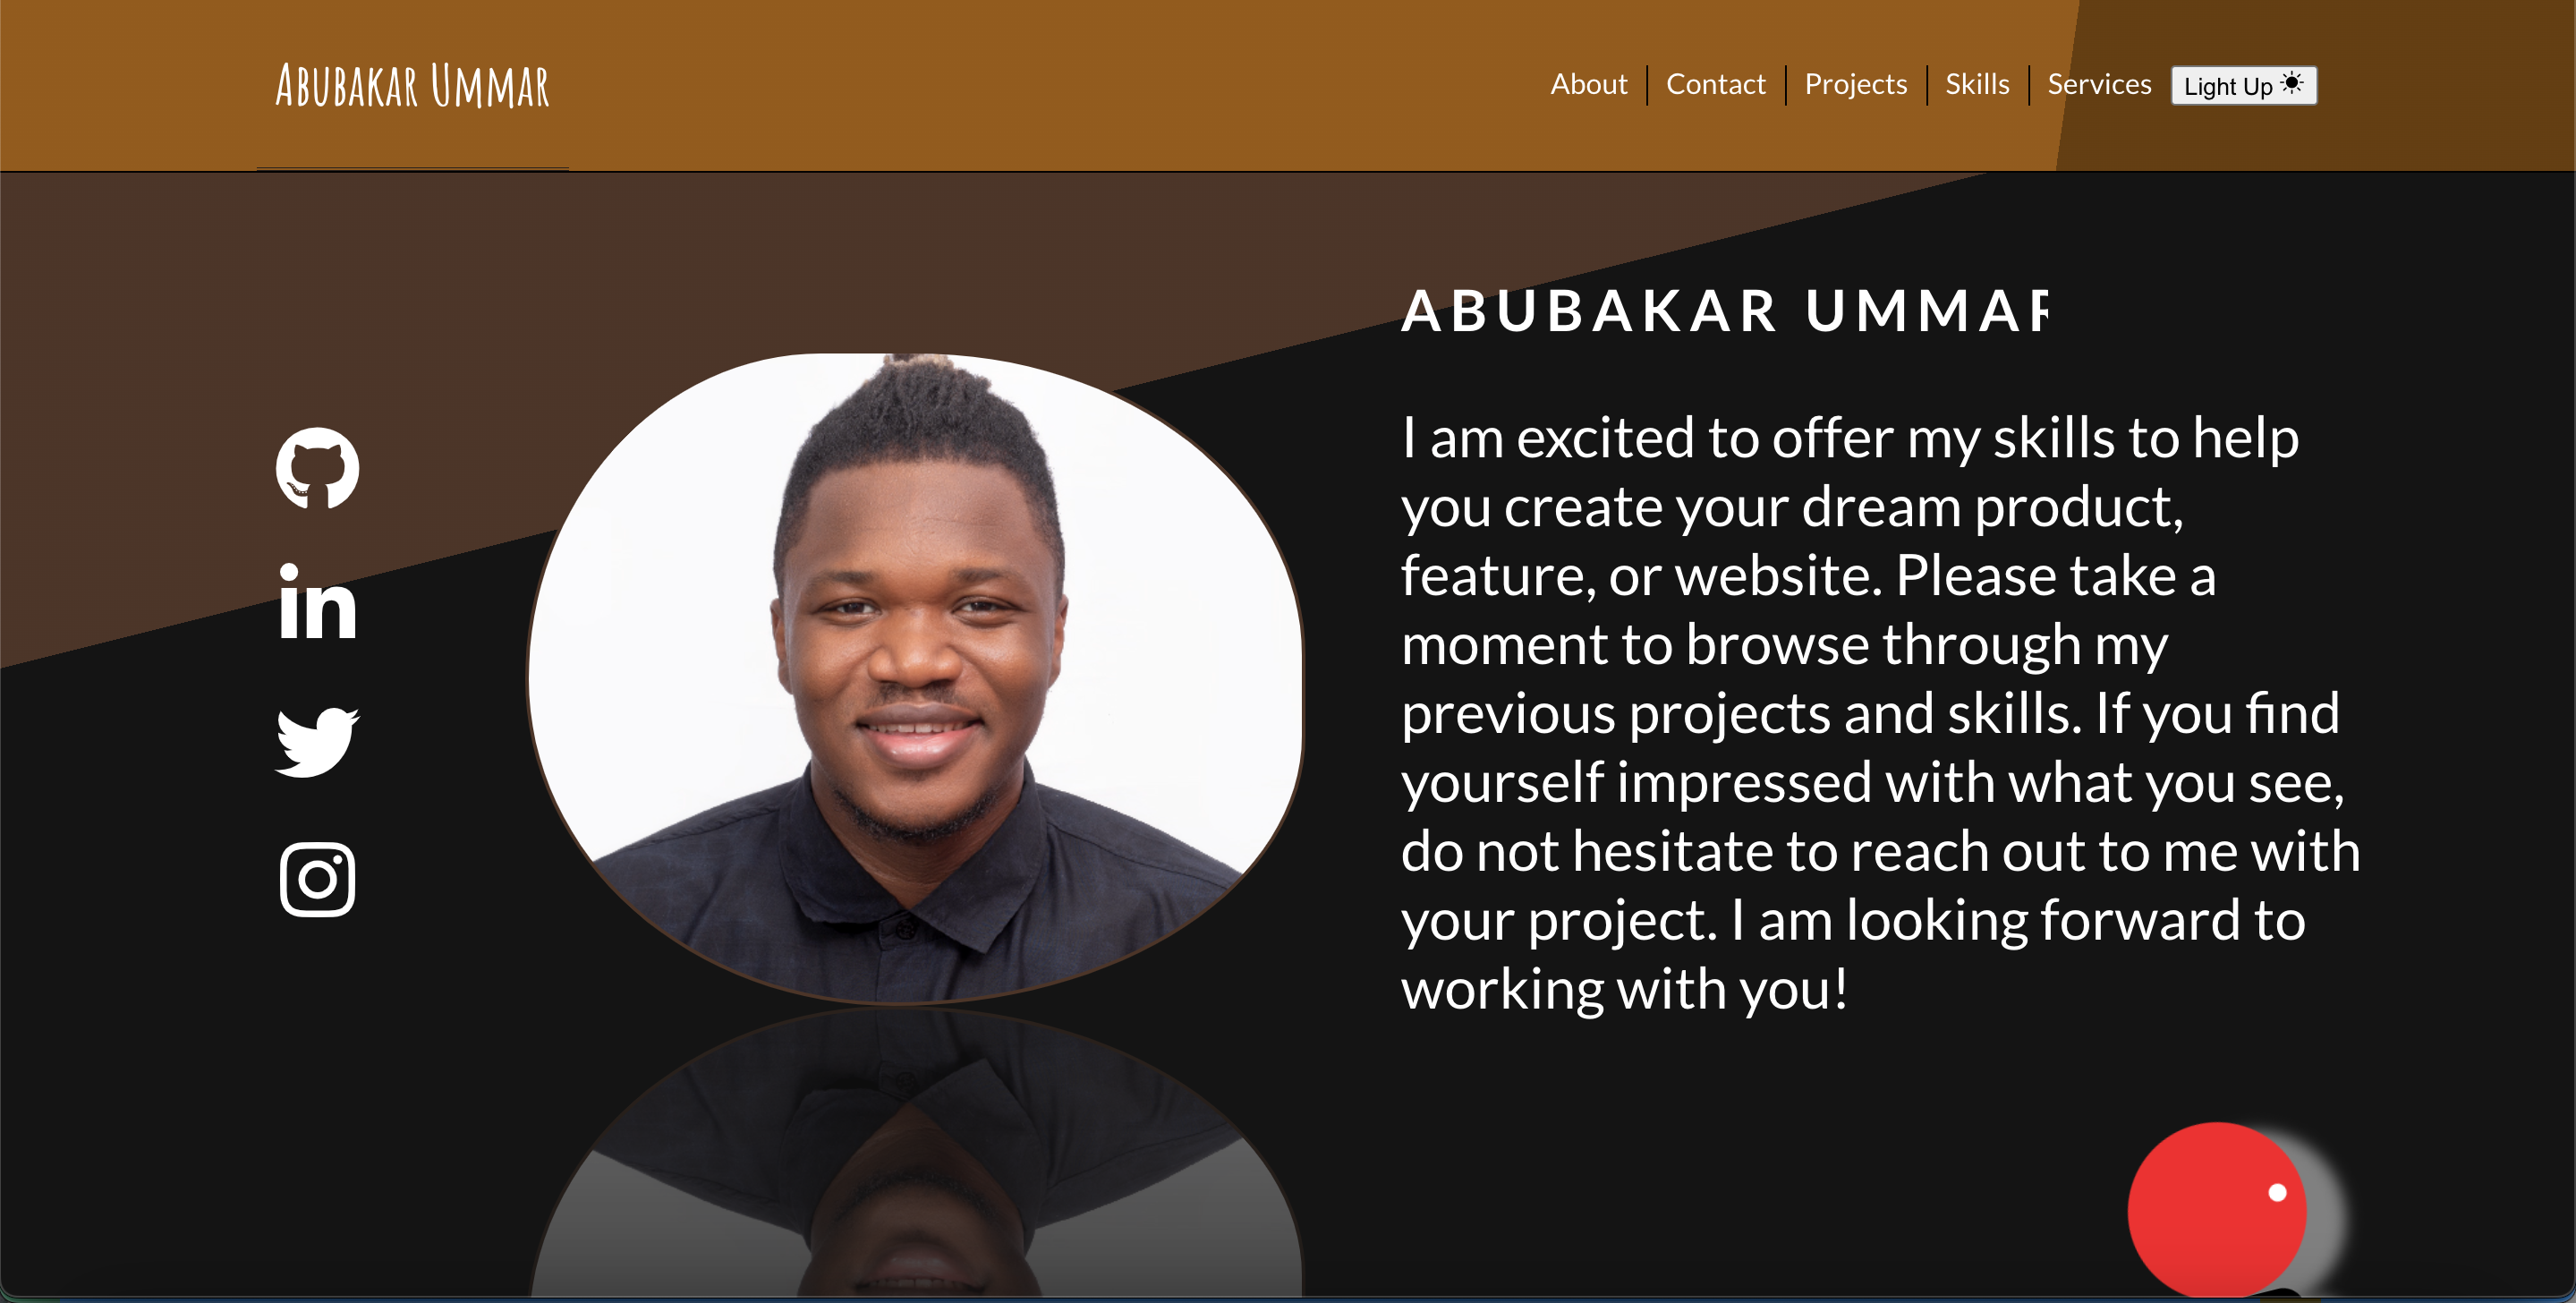 Abubakar Ummar
About
Contact
Projects
Skills
Services
Light Up
ABUBAKAR UMMAR
I am excited to offer my skills to help
you create your dream product,
feature, or website. Please take a
moment to browse through my
previous projects and skills. If you find
yourself impressed with what you see,
do not hesitate to reach out to me with
your project. I am looking forward to
working with you!
in